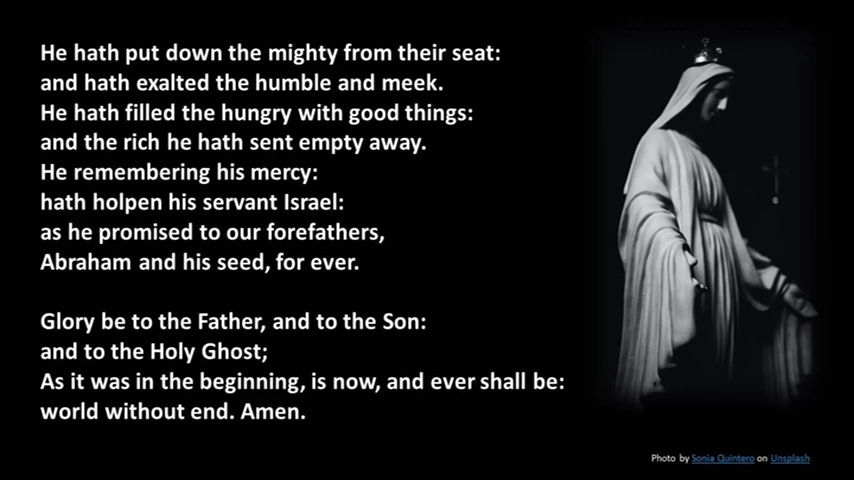 He hath put down the mighty from their seat:
and hath exalted the humble and meek.
He hath filled the hungry with good things:
and the rich he hath sent empty away.
He remembering his mercy:
hath holpen his servant Israel:
as he promised to our forefathers,
Abraham and his seed, for ever.

Glory be to the Father, and to the Son:
and to the Holy Ghost;
As it was in the beginning, is now, and ever shall be:
world without end. Amen.

Photo by Sonia Quintero on Unsplash